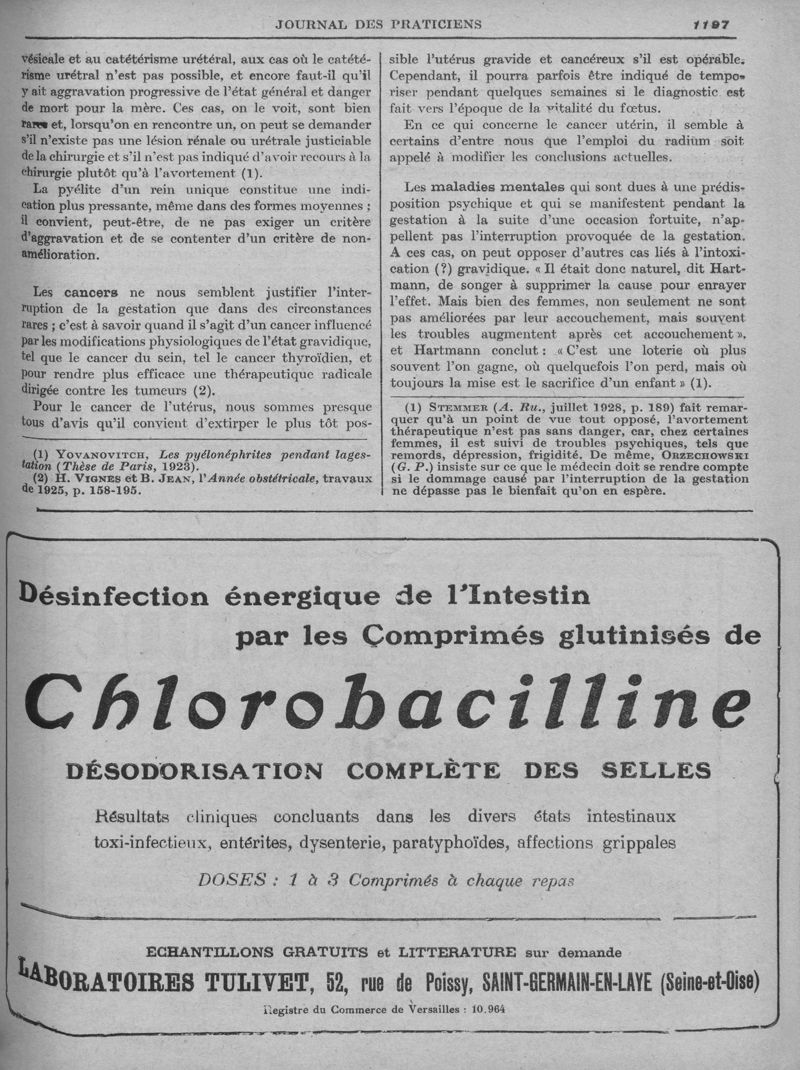 JOURNAL DES PRATICIENS 1197
vésicale et au catétérisme urétéral, aux cas où le catété-
risme urétral n'est pas possible, et encore faut-il qu'il
y ait aggravation progressive de l'état général et danger
de mort pour la mère. Ces cas, on le voit, sont bien
rares et, lorsqu'on en rencontre un, on peut se demander
s'il n'existe pas une lésion rénale ou urétrale justiciable
de la chirurgie et s'il n'est pas indiqué d'avoir recours à la
chirurgie plutôt qu'à l'avortement (1).
La pyélite d'un rein unique constitue une indi-
cation plus pressante, même dans des formes moyennes ;
il convient, peut-être, de ne pas exiger un critère
d'aggravation et de se contenter d'un critère de non-
amélioration.
Les cancers ne nous semblent justifier l'inter-
ruption de la gestation que dans des circonstances
rares ; c'est à savoir quand il s'agit d'un cancer influencé
par les modifications physiologiques de l'état gravidique,
tel que le cancer du sein, tel le cancer thyroïdien, et
pour rendre plus efficace une thérapeutique radicale
dirigée contre les tumeurs (2).
Pour le cancer de l'utérus, nous sommes presque
tous d'avis qu'il convient d'extirper le plus tôt pos-
(1) YOVANOVITCH, Les pyélonéphrites pendant lages-
tation (Thèse de Paris, 1923).
(2) H. VIGNES et B. JEAN, l'Année obstétricale, travaux
de 1925, p. 158-195.
sible l'utérus gravide et cancéreux s'il est opérable.
Cependant, il pourra parfois être indiqué de tempo-
riser pendant quelques semaines si le diagnostic est
fait vers l'époque de la vitalité du fœtus.
En ce qui concerne le cancer utérin, il semble à
certains d'entre nous que l'emploi du radium soit
appelé à modifier les conclusions actuelles.
Les maladies mentales qui sont dues à une prédis-
position psychique et qui se manifestent pendant la
gestation à la suite d'une occasion fortuite, n'ap-
pellent pas l'interruption provoquée de la gestation.
A ces cas, on peut opposer d'autres cas liés à l'intoxi-
cation (?) gravidique. « Il était donc naturel, dit Hart-
mann, de songer à supprimer la cause pour enrayer
l'effet. Mais bien des femmes, non seulement ne sont
pas améliorées par leur accouchement, mais souvent
les troubles augmentent après cet accouchement »,
et Hartmann conclut : « C'est une loterie où plus
souvent l'on gagne, où quelquefois l'on perd, mais où
toujours la mise est le sacrifice d'un enfant » (1).
(1) STEMMER (A. Ru., juillet 1928, p. 189) fait remar-
quer qu'à un point de vue tout opposé, l'avortement
thérapeutique n'est pas sans danger, car, chez certaines
femmes, il est suivi de troubles psychiques, tels que
remords, dépression, frigidité. De même, ORZECHOWSKI
(G. P.) insiste sur ce que le médecin doit se rendre compte
si le dommage causé par l'interruption de la gestation
ne dépasse pas le bienfait qu'on en espère.
Désinfection énergique de l'Intestin
par les Comprimés glutinisés de
Chlorobacilline
DÉSODORISATION COMPLÈTE DES SELLES
Résultats cliniques concluants dans les divers états intestinaux
toxi-infectieux, entérites, dysenterie, paratyphoïdes, affections grippales
DOSES : 1 à 3 Comprimés à chaque repas
ECHANTILLONS GRATUITS et LITTERATURE sur demande
LABORATOIRES TULIVET, 52, rue de Poissy, SAINT-GERMAIN-EN-LAYE (Seine-et-Oise)
Registre du Commerce de Versailles : 10.964